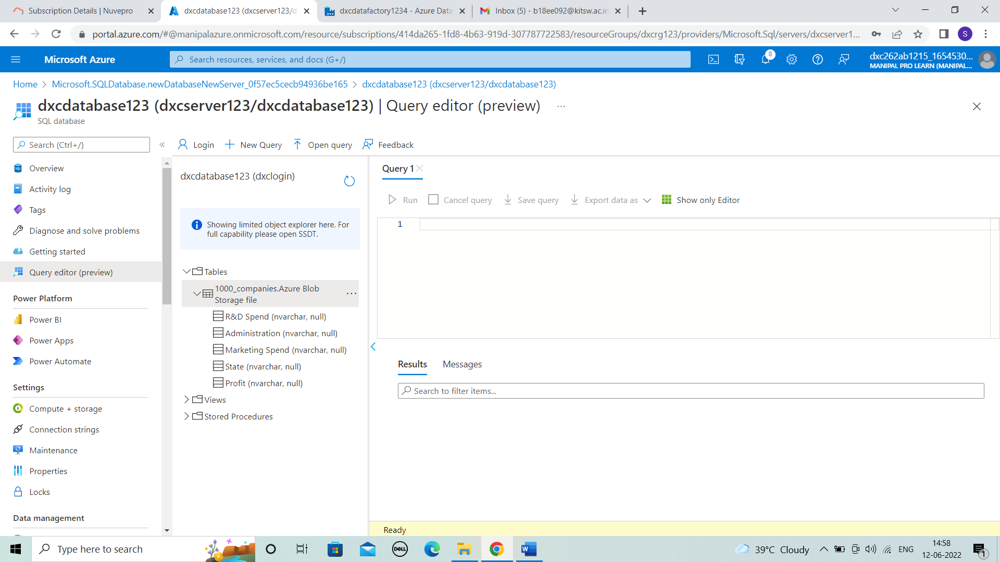 Subscription Details | Nuvepro
dxcdatabase123 (dxcserver123/d
dxcdatafactory1234 - Azure Data
Inbox (5) - b18ee092@kitsw.ac.in
portal.azure.com/#@manipalazure.onmicrosoft.com/resource/subscriptions/414da265-1fd8-4b63-919d-307787722583/resourceGroups/dxcrg123/providers/Microsoft.Sql/servers/dxcserver1...
S
Microsoft Azure
Search resources, services, and docs (G+/)
8
dxc262ab1215_1654530...
MANIPAL PRO LEARN (MANIPAL...
Home > Microsoft.SQLDatabase.newDatabaseNewServer_0f57ec5cecb94936be165 > dxcdatabase123 (dxcserver123/dxcdatabase123)
dxcdatabase123 (dxcserver123/dxcdatabase123) | Query editor (preview) ...
SQL database
Search (Ctrl+/)
«
Login
New Query
Open query
Feedback
Overview
Activity log
Tags
Diagnose and solve problems
Getting started
Query editor (preview)
Power Platform
Power BI
Power Apps
Power Automate
Settings
Compute + storage
Connection strings
Maintenance
Properties
Locks
Data management
dxcdatabase123 (dxclogin)
Showing limited object explorer here. For
full capability please open SSDT.
Tables
1000_companies.Azure Blob
Storage file
...
R&D Spend (nvarchar, null)
Administration (nvarchar, null)
Marketing Spend (nvarchar, null)
State (nvarchar, null)
Profit (nvarchar, null)
Views
Stored Procedures
Query 1
Run
Cancel query
Save query
Export data as
Show only Editor
1
Results
Messages
Search to filter items...
Ready
Type here to search
DELL
W
39°C Cloudy
ENG
14:58
12-06-2022
1